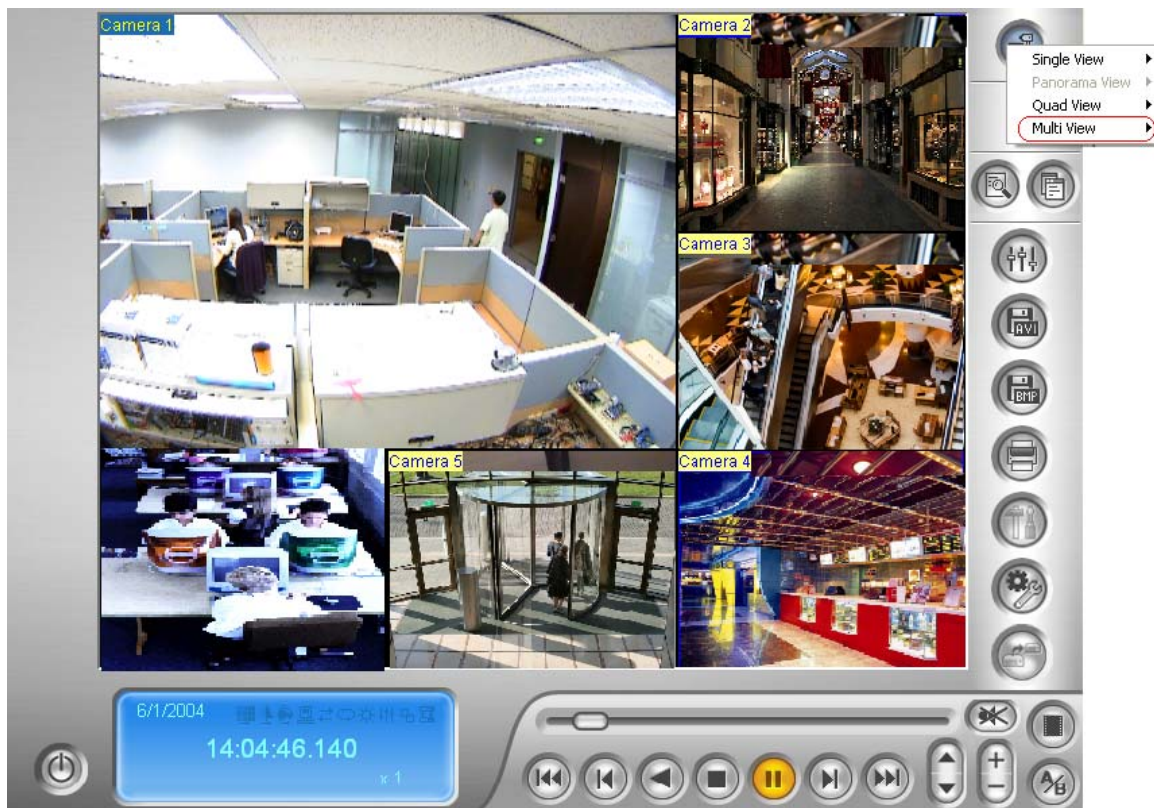 Camera 1
Camera 2
Single View
Panorama View
Quad View
Multi View
Camera 3
AVI
BMP
Camera 5
Camera 4
6/1/2004
14:04:46.140
x 1
A/B